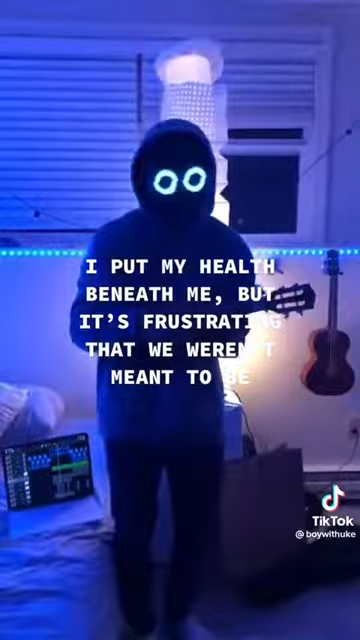 I PUT MY HEALTH
BENEATH ME, BUT
IT'S FRUSTRATING
THAT WE WEREN'T
MEANT TO BE
TikTok
@boywithuke